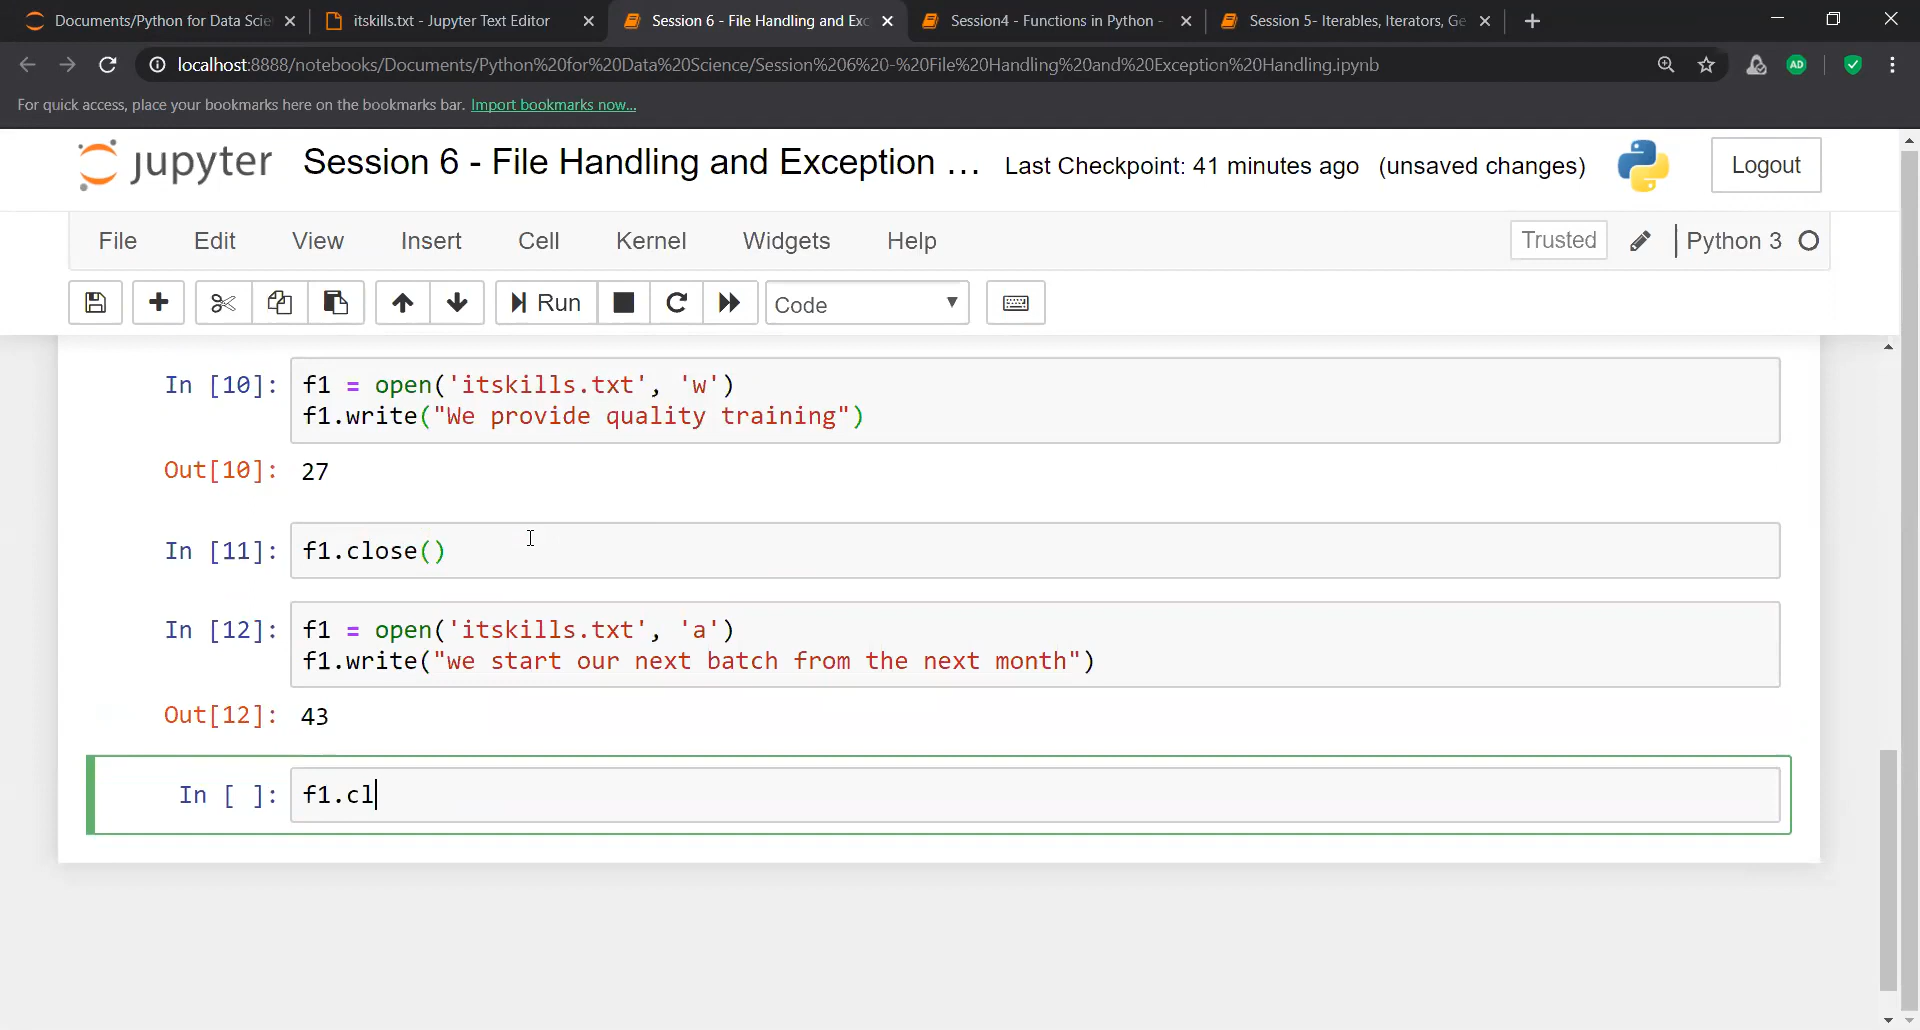 Documents/Python for Data Scie
itskills.txt - Jupyter Text Editor
Session 6 - File Handling and Exc
Session4 - Functions in Python -
Session 5- Iterables, Iterators, Ge
localhost:8888/notebooks/Documents/Python%20for%20Data%20Science/Session%206%20-%20File%20Handling%20and%20Exception%20Handling.ipynb
AD
For quick access, place your bookmarks here on the bookmarks bar. Import bookmarks now...
jupyter Session 6 - File Handling and Exception ... Last Checkpoint: 41 minutes ago (unsaved changes) Logout
File Edit View Insert Cell Kernel Widgets Help Trusted Python 3
Run Code
In [10]: f1 = open('itskills.txt', 'w')
f1.write("We provide quality training")
Out[10]: 27
In [11]: f1.close()
In [12]: f1 = open('itskills.txt', 'a')
f1.write("we start our next batch from the next month")
Out[12]: 43
In [ ]: f1.cl